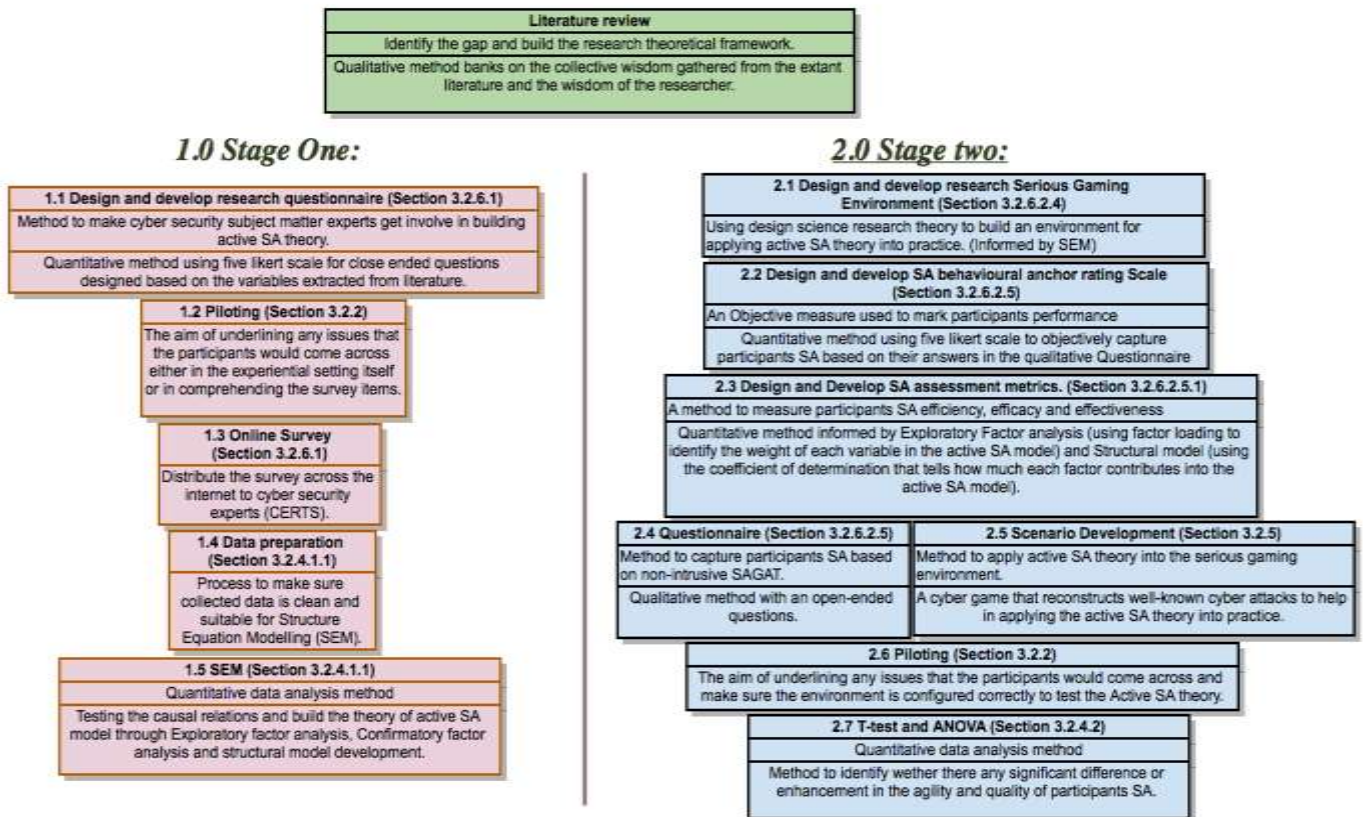 Literature review
Identify the gap and build the research theoretical framework.
Qualitative method banks on the collective wisdom gathered from the extant
literature and the wisdom of the researcher.
1.0 Stage One:
1.1 Design and develop research questionnaire (Section 3.2.6.1)
Method to make cyber security subject matter experts get involve in building
active SA theory.
Quantitative method using five likert scale for close ended questions
designed based on the variables extracted from literature.
1.2 Piloting (Section 3.2.2)
The aim of underlining any issues that
the participants would come across
either in the experiential setting itself
or in comprehending the survey items.
1.3 Online Survey
(Section 3.2.6.1)
Distribute the survey across the
internet to cyber security
experts (CERTS).
1.4 Data preparation
(Section 3.2.4.1.1)
Process to make sure
collected data is clean and
suitable for Structure
Equation Modelling (SEM).
1.5 SEM (Section 3.2.4.1.1)
Quantitative data analysis method
Testing the causal relations and build the theory of active SA
model through Exploratory factor analysis, Confirmatory factor
analysis and structural model development.
2.0 Stage two:
2.1 Design and develop research Serious Gaming
Environment (Section 3.2.6.2.4)
Using design science research theory to build an environment for
applying active SA theory into practice. (Informed by SEM)
2.2 Design and develop SA behavioural anchor rating Scale
(Section 3.2.6.2.5)
An Objective measure used to mark participants performance
Quantitative method using five likert scale to objectively capture
participants SA based on their answers in the qualitative Questionnaire
2.3 Design and Develop SA assessment metrics. (Section 3.2.6.2.5.1)
A method to measure participants SA efficiency, efficacy and effectiveness
Quantitative method informed by Exploratory Factor analysis (using factor loading to
identify the weight of each variable in the active SA model) and Structural model (using
the coefficient of determination that tells how much each factor contributes into the
active SA model).
2.4 Questionnaire (Section 3.2.6.2.5)
Method to capture participants SA based
on non-intrusive SAGAT.
Qualitative method with an open-ended
questions.
2.5 Scenario Development (Section 3.2.5)
Method to apply active SA theory into the serious gaming
environment.
A cyber game that reconstructs well-known cyber attacks to help
in applying the active SA theory into practice.
2.6 Piloting (Section 3.2.2)
The aim of underlining any issues that the participants would come across and
make sure the environment is configured correctly to test the Active SA theory.
2.7 T-test and ANOVA (Section 3.2.4.2)
Quantitative data analysis method
Method to identify wether there any significant difference or
enhancement in the agility and quality of participants SA.